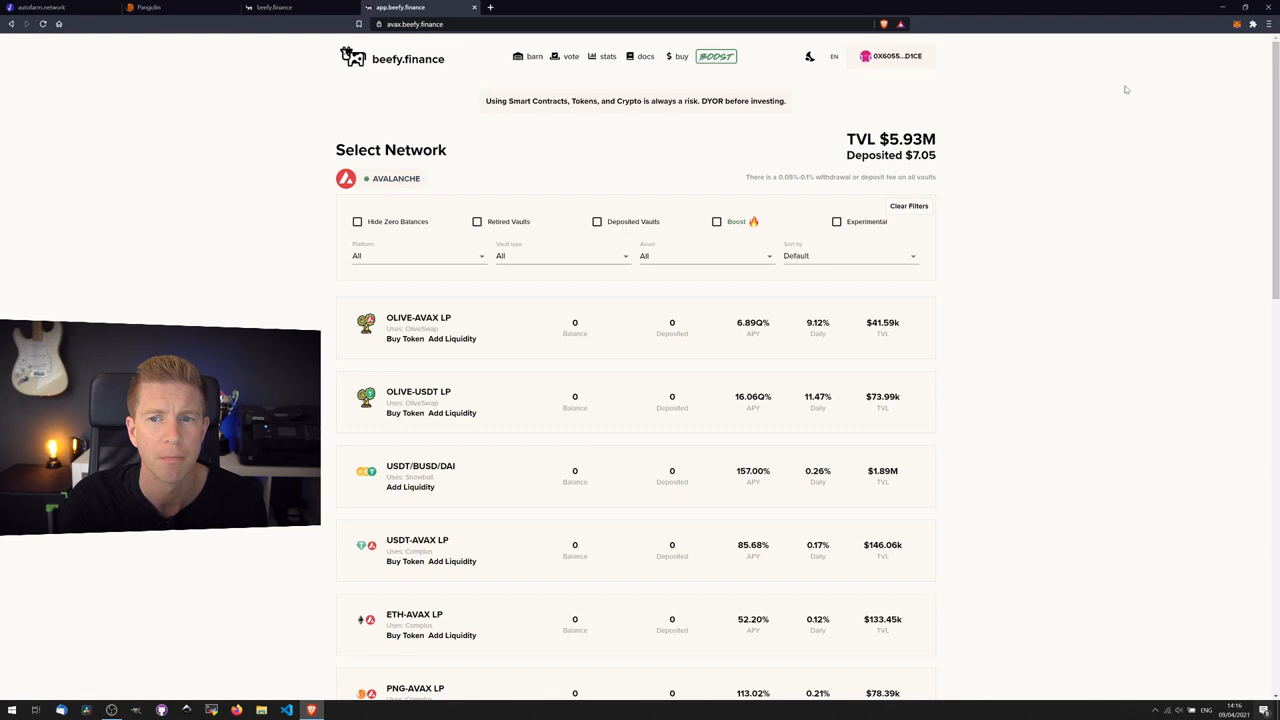 autofarm.network
Pangolin
beefy.finance
app.beefy.finance
avax.beefy.finance
beefy.finance
barn
vote
stats
docs
$ buy
BOOST
EN
0X6055...D1CE
Using Smart Contracts, Tokens, and Crypto is always a risk. DYOR before investing.
Select Network
TVL $5.93M
Deposited $7.05
AVALANCHE
There is a 0.05%-0.1% withdrawal or deposit fee on all vaults
Clear Filters
Hide Zero Balances
Retired Vaults
Deposited Vaults
Boost
Experimental
Platform
Vault type
Asset
Sort by
All
All
All
Default
OLIVE-AVAX LP
Uses: OliveSwap
Buy Token Add Liquidity
0
Balance
0
Deposited
6.89Q%
APY
9.12%
Daily
$41.59k
TVL
OLIVE-USDT LP
Uses: OliveSwap
Buy Token Add Liquidity
0
Balance
0
Deposited
16.06Q%
APY
11.47%
Daily
$73.99k
TVL
USDT/BUSD/DAI
Uses: Snowball
Add Liquidity
0
Balance
0
Deposited
157.00%
APY
0.26%
Daily
$1.89M
TVL
USDT-AVAX LP
Uses: Complus
Buy Token Add Liquidity
0
Balance
0
Deposited
85.68%
APY
0.17%
Daily
$146.06k
TVL
ETH-AVAX LP
Uses: Complus
Buy Token Add Liquidity
0
Balance
0
Deposited
52.20%
APY
0.12%
Daily
$133.45k
TVL
PNG-AVAX LP
Uses: Complus
0
0
113.02%
0.21%
$78.39k
ENG
14:16
09/04/2021